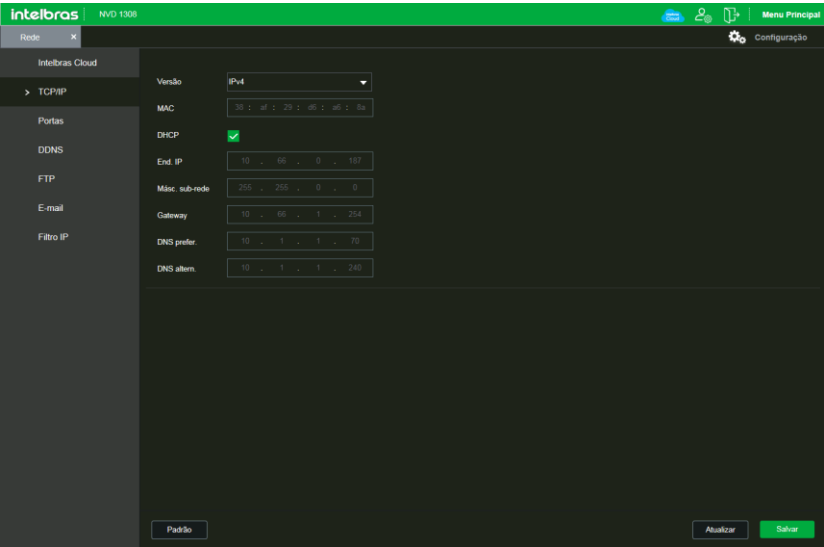 intelbras NVD 1308 Menu Principal
Rede × Configuração
Intelbras Cloud
> TCP/IP
Portas
DDNS
FTP
E-mail
Filtro IP
Versão IPv4
MAC 38 : af : 29 : d6 : a6 : 8a
DHCP
End. IP 10 . 66 . 0 . 187
Másc. sub-rede 255 . 255 . 0 . 0
Gateway 10 . 66 . 1 . 254
DNS prefer. 10 . 1 . 1 . 70
DNS altern. 10 . 1 . 1 . 240
Padrão Atualizar Salvar